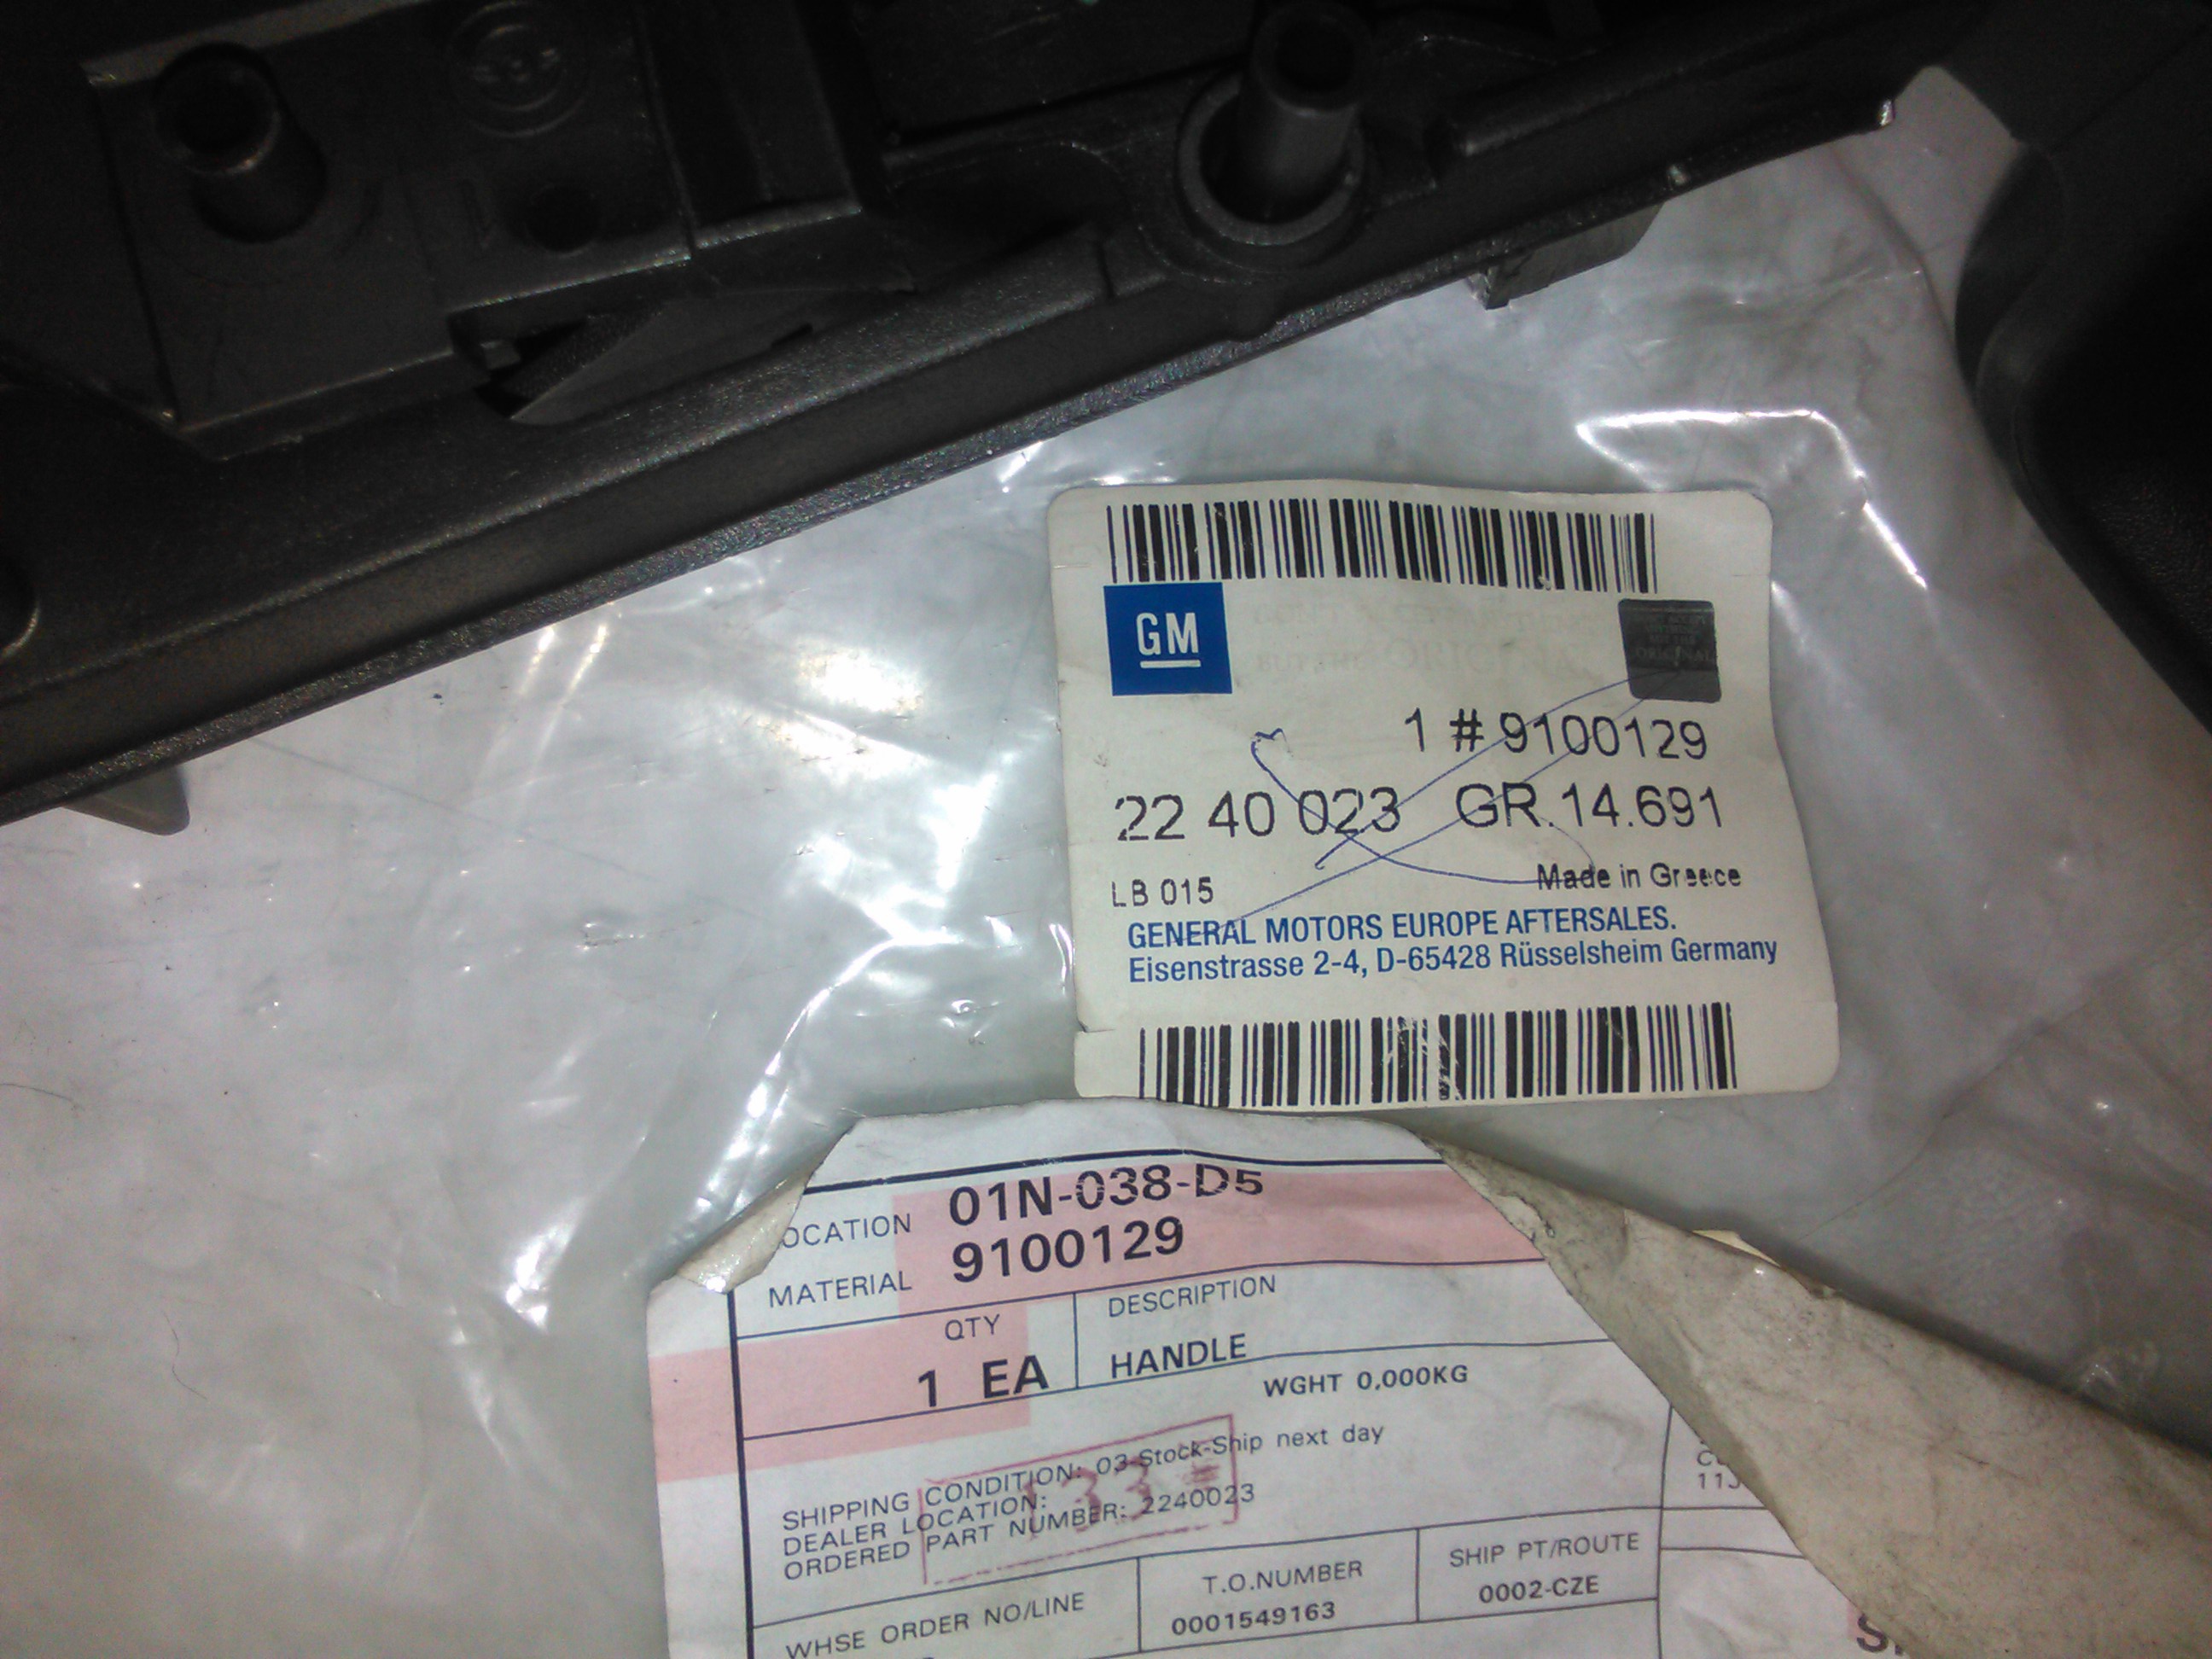 GM
ORIGINAL
1 # 9100129
22 40 023 GR.14.691
LB 015 Made in Greece
GENERAL MOTORS EUROPE AFTERSALES.
Eisenstrasse 2-4, D-65428 Rüsselsheim Germany
OCATION 01N-038-D5
MATERIAL 9100129
QTY DESCRIPTION
1 EA HANDLE
WGHT 0,000KG
SHIPPING CONDITION: 03-Stock-Ship next day
DEALER LOCATION:
ORDERED PART NUMBER: 2240023
WHSE ORDER NO/LINE T.O.NUMBER SHIP PT/ROUTE
0001549163 0002-CZE